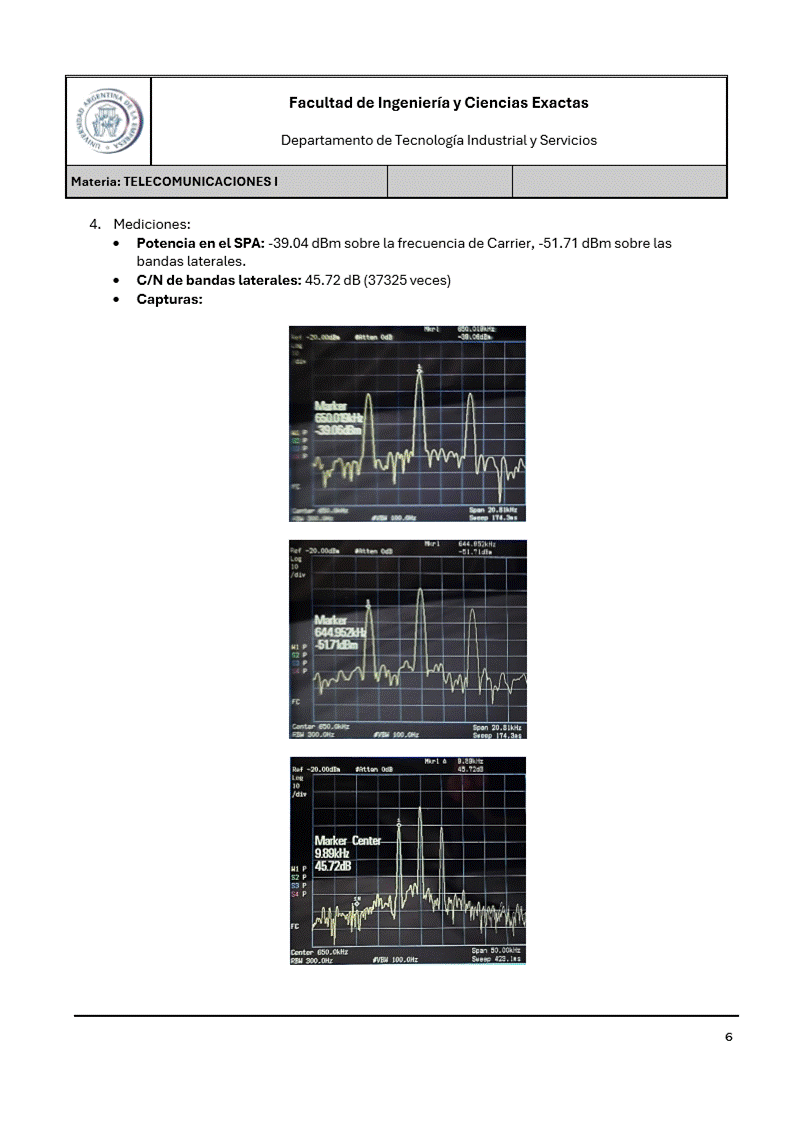 UNIVERSIDAD ARGENTINA DE LA EMPRESA
Facultad de Ingeniería y Ciencias Exactas
Departamento de Tecnología Industrial y Servicios
Materia: TELECOMUNICACIONES I
4. Mediciones:
• Potencia en el SPA: -39.04 dBm sobre la frecuencia de Carrier, -51.71 dBm sobre las
bandas laterales.
• C/N de bandas laterales: 45.72 dB (37325 veces)
• Capturas:
Mkr1 650.019kHz
Ref -20.00dBm #Atten 0dB -39.06dBm
Log
10
/div
Marker
650.019kHz
-39.06dBm
FC
Center 650.0kHz Span 20.81kHz
RBW 300.0Hz #VBW 100.0Hz Sweep 174.3ms
Mkr1 644.952kHz
Ref -20.00dBm #Atten 0dB -51.71dBm
Log
10
/div
Marker
644.952kHz
-51.71dBm
W1 P
S2 P
S3 P
S4 P
FC
Center 650.0kHz Span 20.81kHz
RBW 300.0Hz #VBW 100.0Hz Sweep 174.3ms
Mkr1 Δ 9.89kHz
Ref -20.00dBm #Atten 0dB 45.72dB
Log
10
/div
Marker Center
9.89kHz
45.72dB
W1 P
S2 P
S3 P
S4 P
FC
Center 650.0kHz Span 50.00kHz
RBW 300.0Hz #VBW 100.0Hz Sweep 423.1ms
6